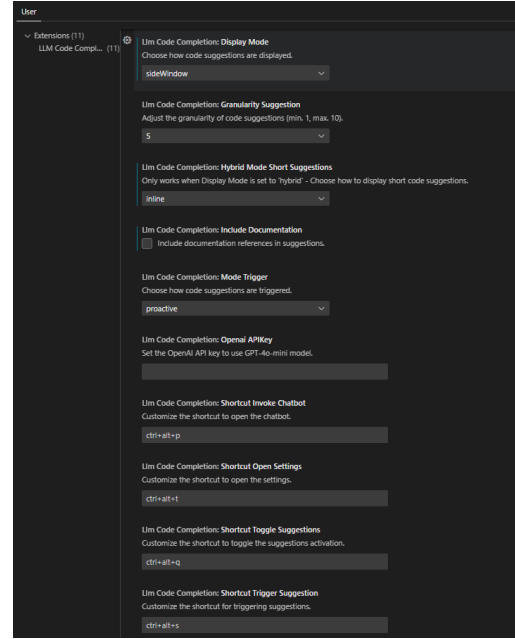 User
Extensions (11)
LLM Code Compl... (11)
Llm Code Completion: Display Mode
Choose how code suggestions are displayed.
sideWindow
Llm Code Completion: Granularity Suggestion
Adjust the granularity of code suggestions (min. 1, max. 10).
5
Llm Code Completion: Hybrid Mode Short Suggestions
Only works when Display Mode is set to 'hybrid' - Choose how to display short code suggestions.
inline
Llm Code Completion: Include Documentation
Include documentation references in suggestions.
Llm Code Completion: Mode Trigger
Choose how code suggestions are triggered.
proactive
Llm Code Completion: Openai APIKey
Set the OpenAI API key to use GPT-4o-mini model.
Llm Code Completion: Shortcut Invoke Chatbot
Customize the shortcut to open the chatbot.
ctrl+alt+p
Llm Code Completion: Shortcut Open Settings
Customize the shortcut to open the settings.
ctrl+alt+t
Llm Code Completion: Shortcut Toggle Suggestions
Customize the shortcut to toggle the suggestions activation.
ctrl+alt+q
Llm Code Completion: Shortcut Trigger Suggestion
Customize the shortcut for triggering suggestions.
ctrl+alt+s